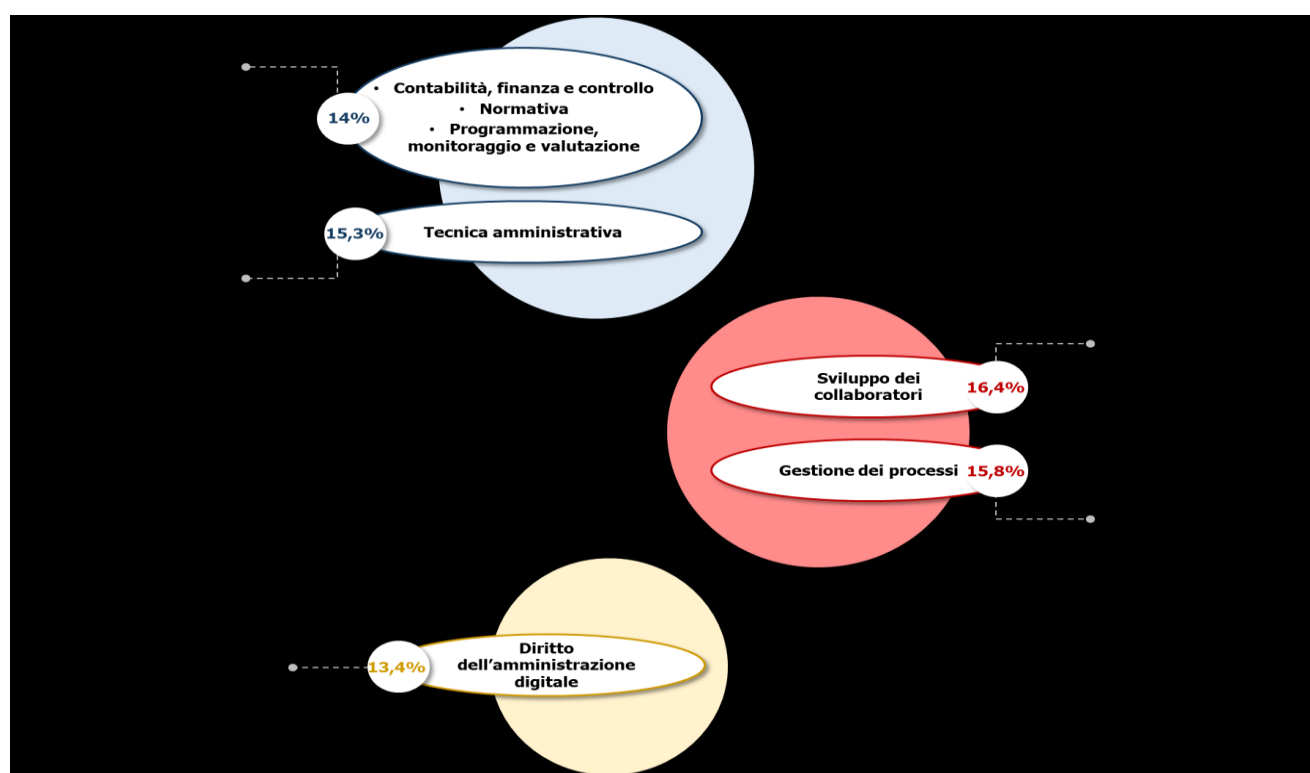 • Contabilità, finanza e controllo
• Normativa
• Programmazione,
monitoraggio e valutazione
14%
15,3%
Tecnica amministrativa
Sviluppo dei
collaboratori
16,4%
Gestione dei processi
15,8%
13,4%
Diritto
dell’amministrazione
digitale